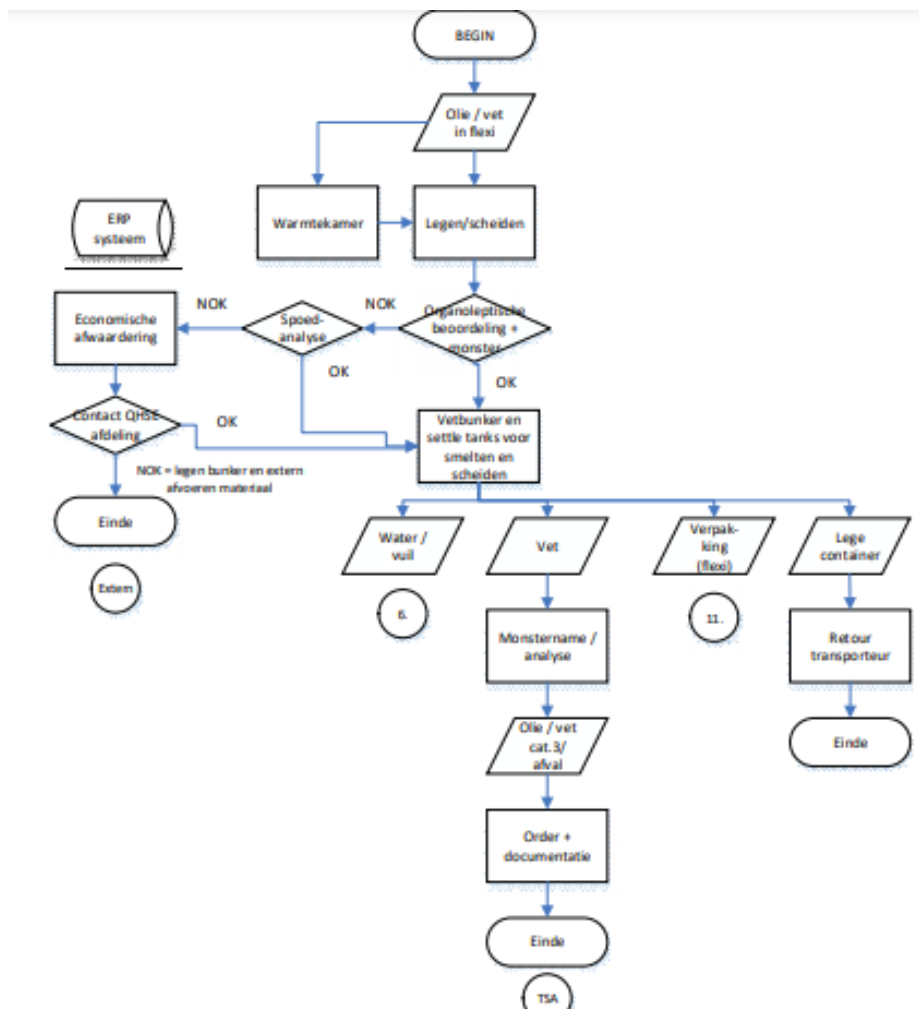 BEGIN
Olie / vet
in flexi
Warmtekamer
Legen/scheiden
ERP
systeem
NOK
NOK
Economische
afwaardering
Spoed-
analyse
Organoleptische
beoordeling +
monster
OK
OK
Contact QHSE
afdeling
OK
Vetbunker en
settle tanks voor
smelten en
scheiden
NOK = legen bunker en extern
afvoeren materiaal
Einde
Extern
Water /
vuil
Vet
Verpak-
king
(flexi)
Lege
container
6.
11.
Monstername /
analyse
Retour
transporteur
Olie / vet
cat.3/
afval
Einde
Order +
documentatie
Einde
TSA